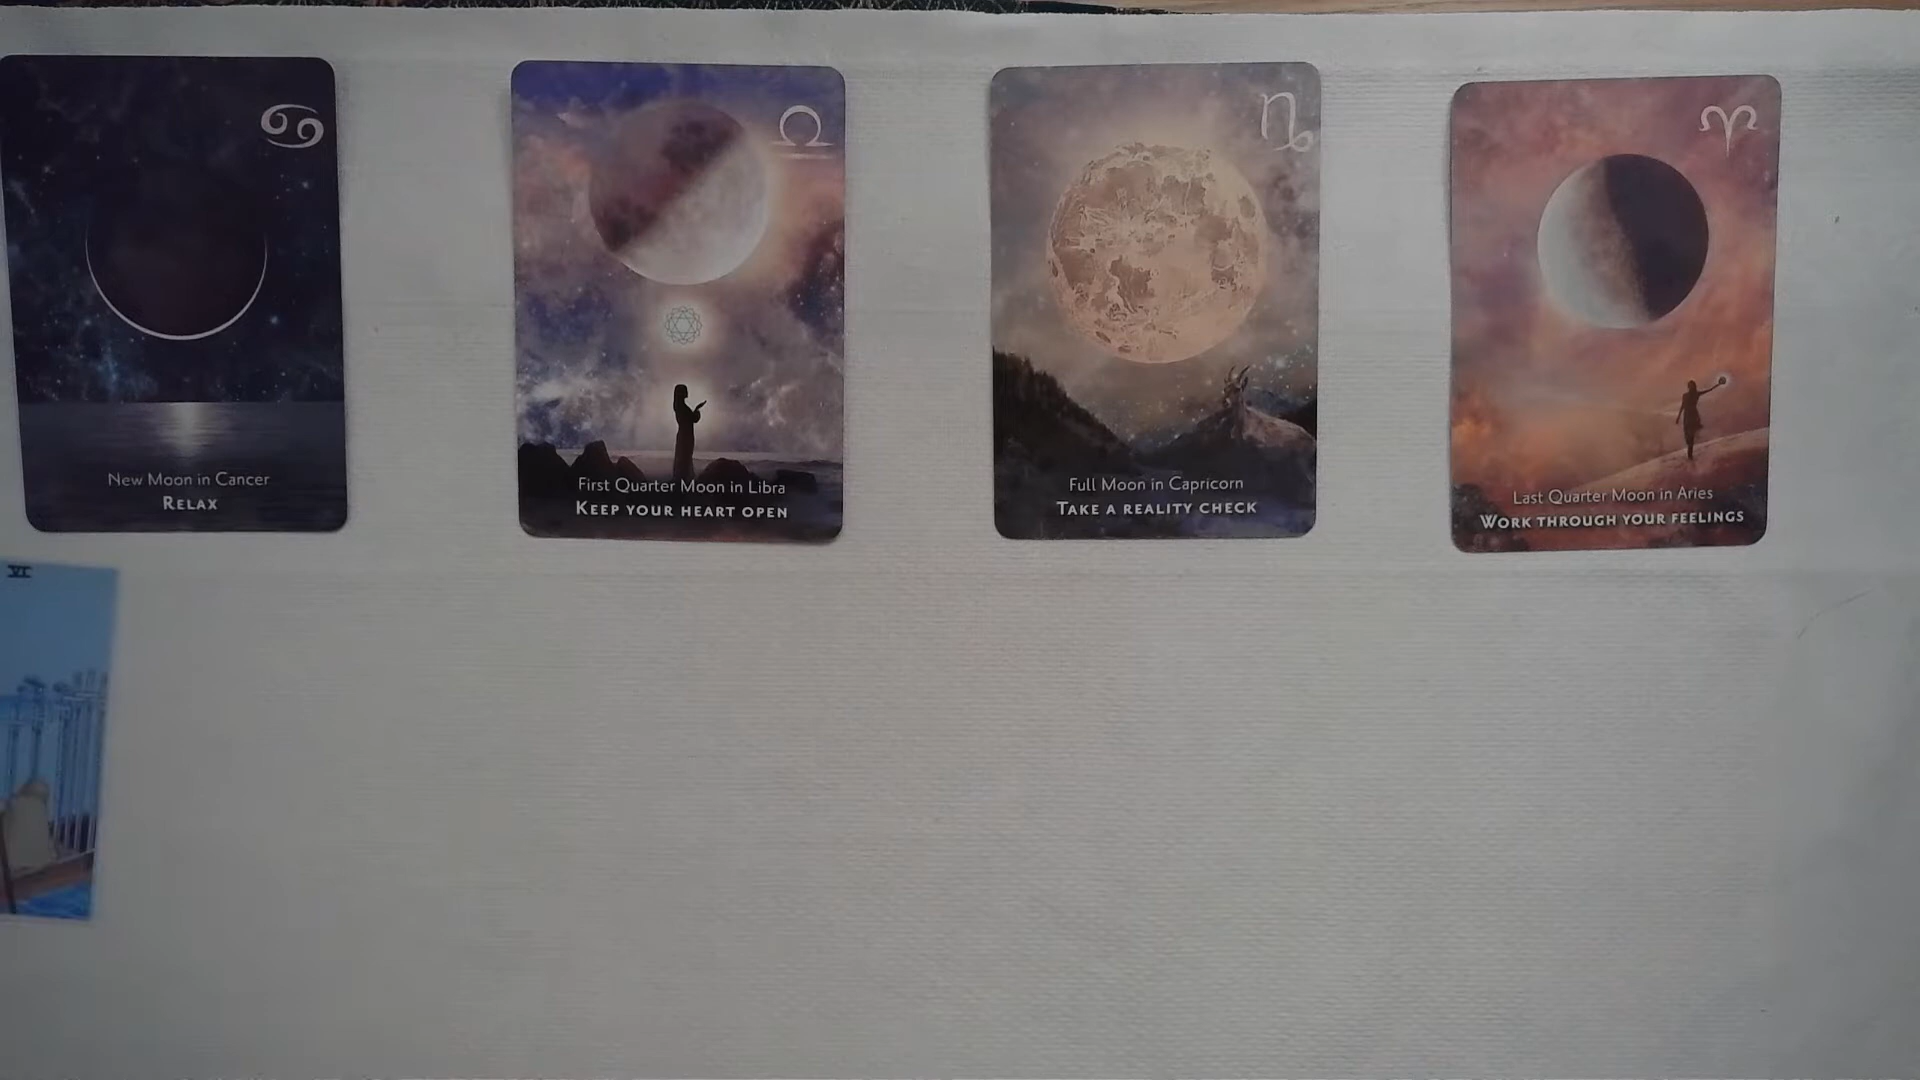 New Moon in Cancer
RELAX
First Quarter Moon in Libra
KEEP YOUR HEART OPEN
Full Moon in Capricorn
TAKE A REALITY CHECK
Last Quarter Moon in Aries
WORK THROUGH YOUR FEELINGS
VI